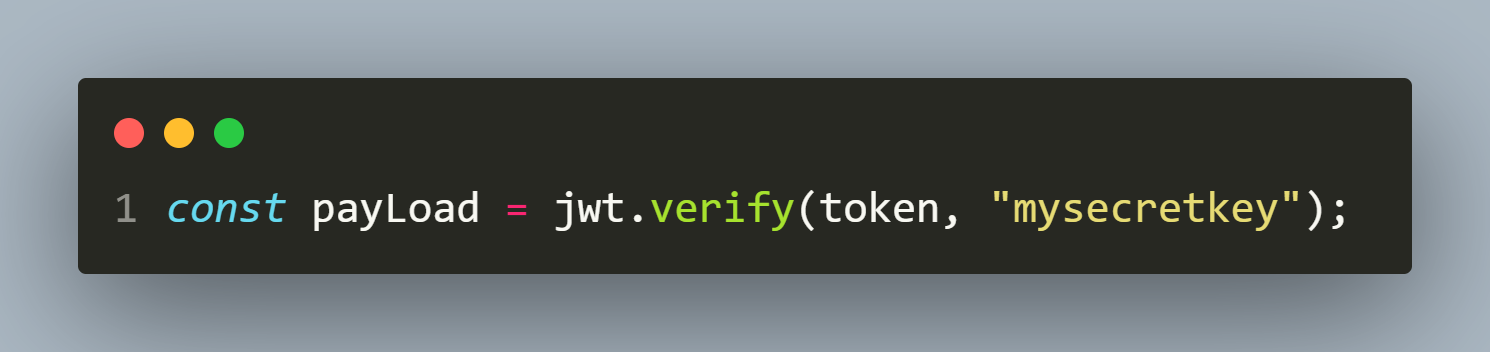 1 const payLoad = jwt.verify(token, "mysecretkey");